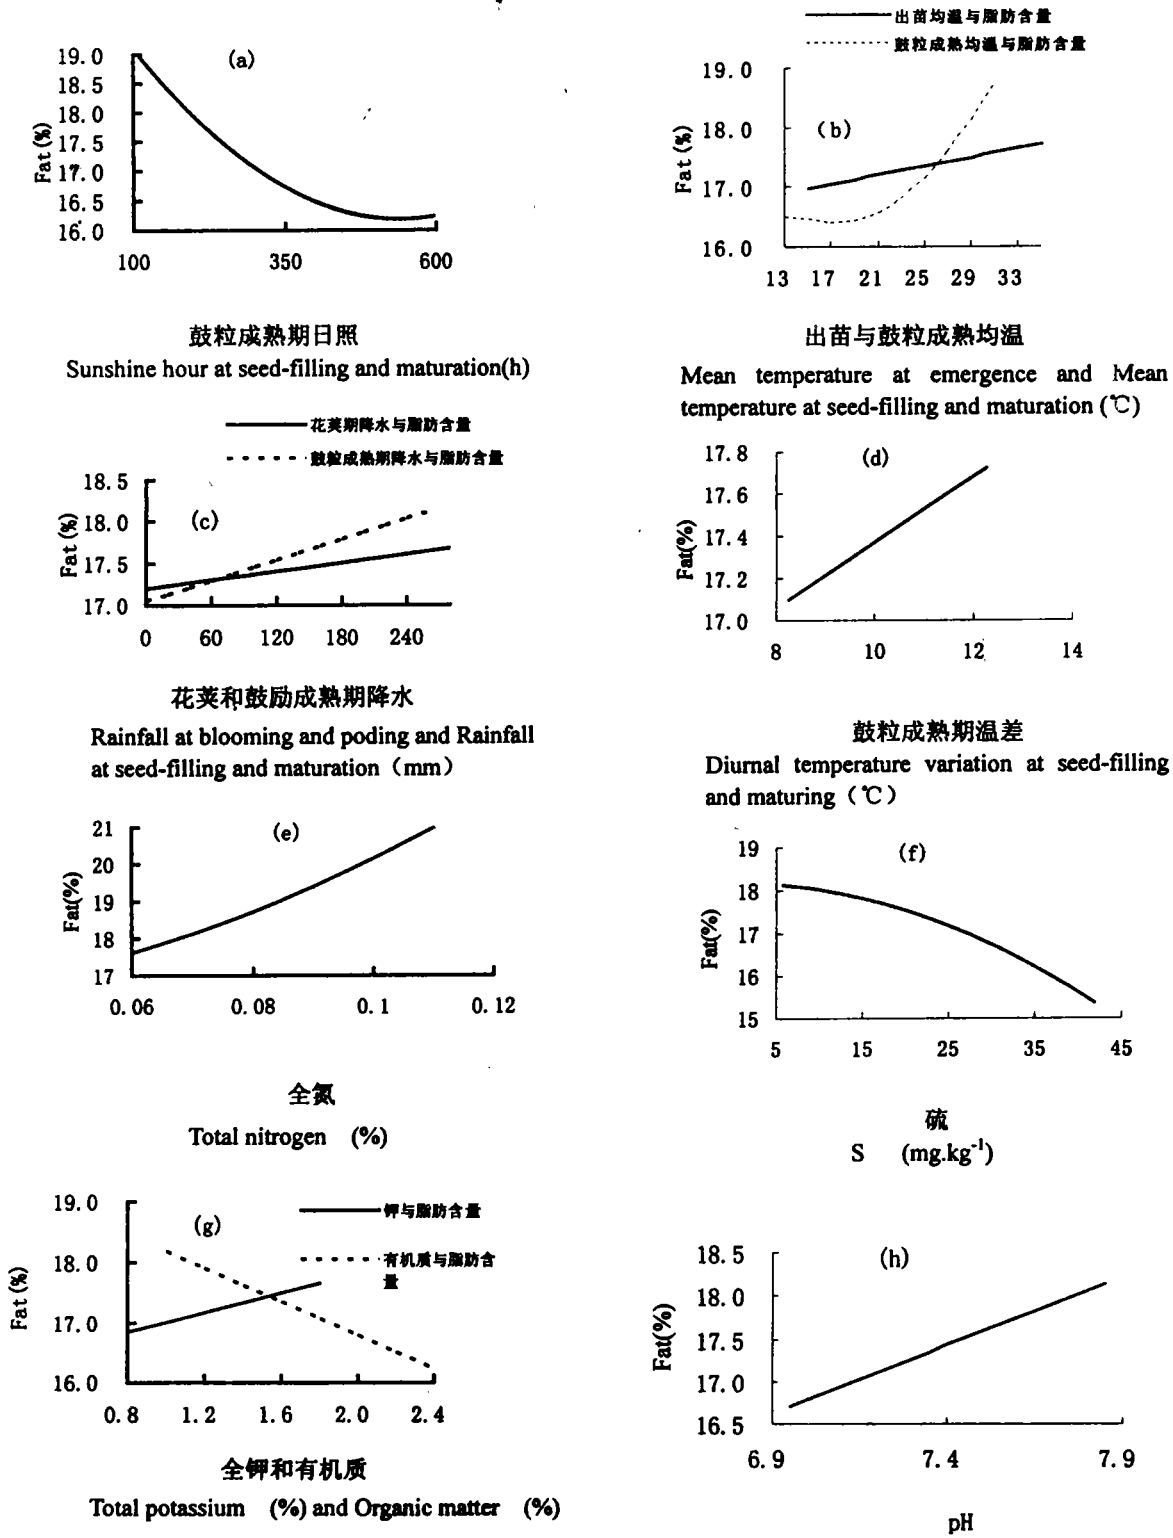 (a)
Fat(%)
19.0
18.5
18.0
17.5
17.0
16.5
16.0
100 350 600
鼓粒成熟期日照
Sunshine hour at seed-filling and maturation(h)
出苗均温与脂肪含量
鼓粒成熟均温与脂肪含量
(b)
Fat(%)
19.0
18.0
17.0
16.0
13 17 21 25 29 33
出苗与鼓粒成熟均温
Mean temperature at emergence and Mean
temperature at seed-filling and maturation (℃)
花荚期降水与脂肪含量
鼓粒成熟期降水与脂肪含量
(c)
Fat(%)
18.5
18.0
17.5
17.0
0 60 120 180 240
花荚和鼓励成熟期降水
Rainfall at blooming and poding and Rainfall
at seed-filling and maturation（mm）
(d)
Fat(%)
17.8
17.6
17.4
17.2
17.0
8 10 12 14
鼓粒成熟期温差
Diurnal temperature variation at seed-filling
and maturing（℃）
(e)
Fat(%)
21
20
19
18
17
0.06 0.08 0.1 0.12
全氮
Total nitrogen (%)
(f)
Fat(%)
19
18
17
16
15
5 15 25 35 45
硫
S (mg.kg⁻¹)
(g)
钾与脂肪含量
有机质与脂肪含
量
Fat(%)
19.0
18.0
17.0
16.0
0.8 1.2 1.6 2.0 2.4
全钾和有机质
Total potassium (%) and Organic matter (%)
(h)
Fat(%)
18.5
18.0
17.5
17.0
16.5
6.9 7.4 7.9
pH